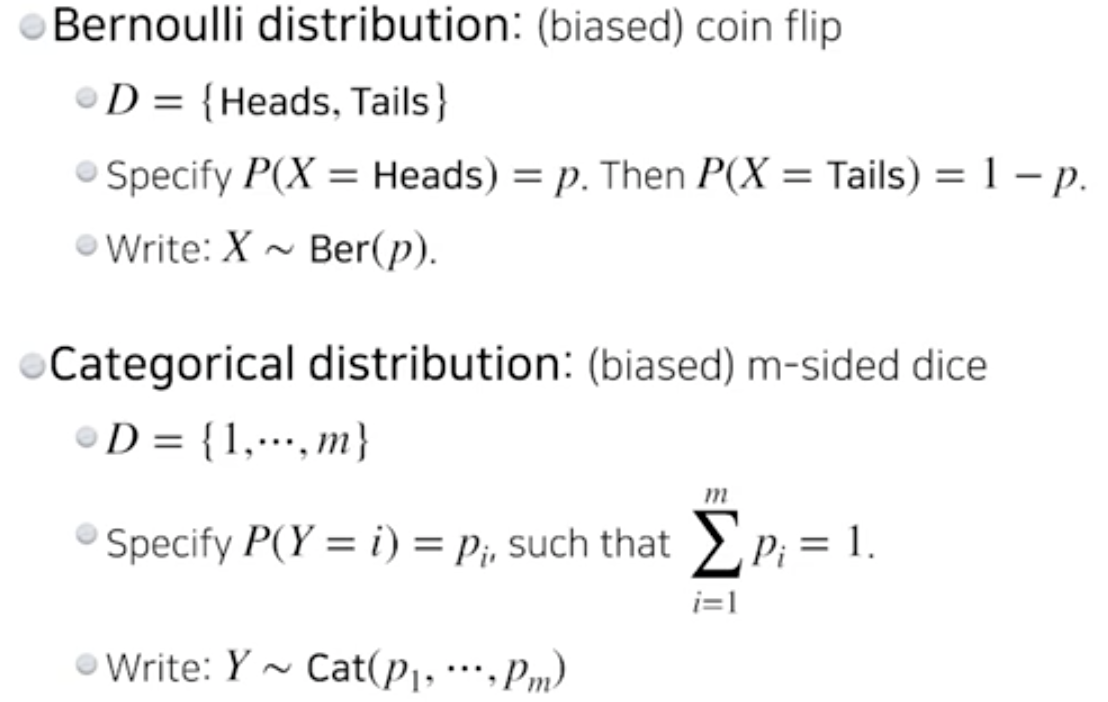 Bernoulli distribution: (biased) coin flip
D = {Heads, Tails}
Specify P(X = Heads) = p. Then P(X = Tails) = 1 − p.
Write: X ~ Ber(p).
Categorical distribution: (biased) m-sided dice
D = {1,⋯, m}
Specify P(Y = i) = pᵢ, such that ∑_{i=1}^{m} pᵢ = 1.
Write: Y ~ Cat(p₁, ⋯, pₘ)